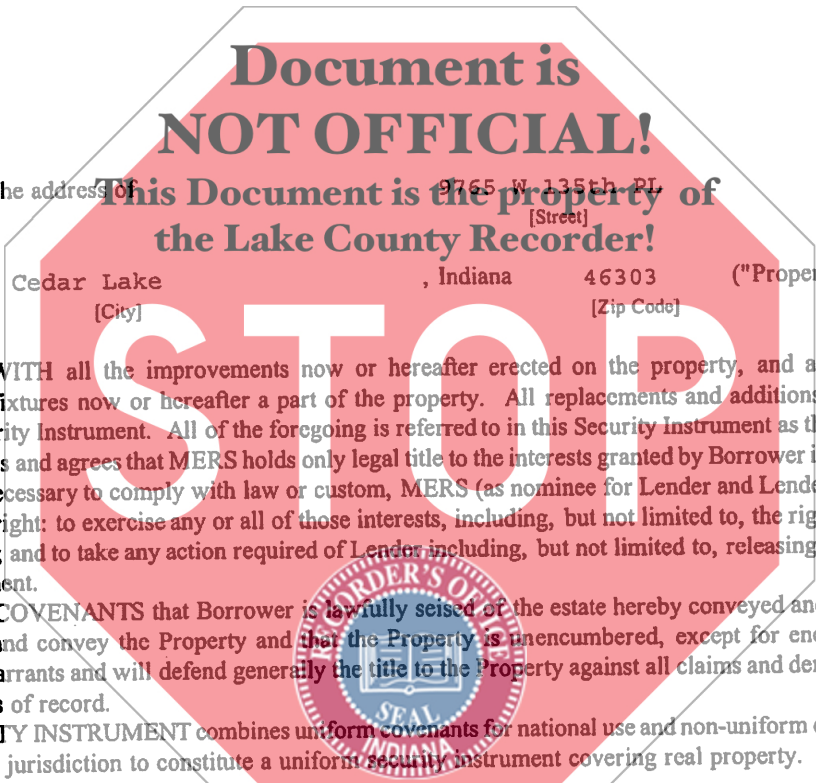 Document is
NOT OFFICIAL!
he address of 9765 W 135th PL
This Document is the property of
[Street]
the Lake County Recorder!
Cedar Lake , Indiana 46303 ("Proper
[City] [Zip Code]
STOP
WITH all the improvements now or hereafter erected on the property, and a
ixtures now or hereafter a part of the property. All replacements and additions
rity Instrument. All of the foregoing is referred to in this Security Instrument as th
s and agrees that MERS holds only legal title to the interests granted by Borrower i
cessary to comply with law or custom, MERS (as nominee for Lender and Lende
ight: to exercise any or all of those interests, including, but not limited to, the rig
; and to take any action required of Lender including, but not limited to, releasing
ent.
COVENANTS that Borrower is lawfully seised of the estate hereby conveyed and
nd convey the Property and that the Property is unencumbered, except for enc
arrants and will defend generally the title to the Property against all claims and der
s of record.
TY INSTRUMENT combines uniform covenants for national use and non-uniform c
jurisdiction to constitute a uniform security instrument covering real property.
RECORDER'S OFFICE
SEAL
INDIANA